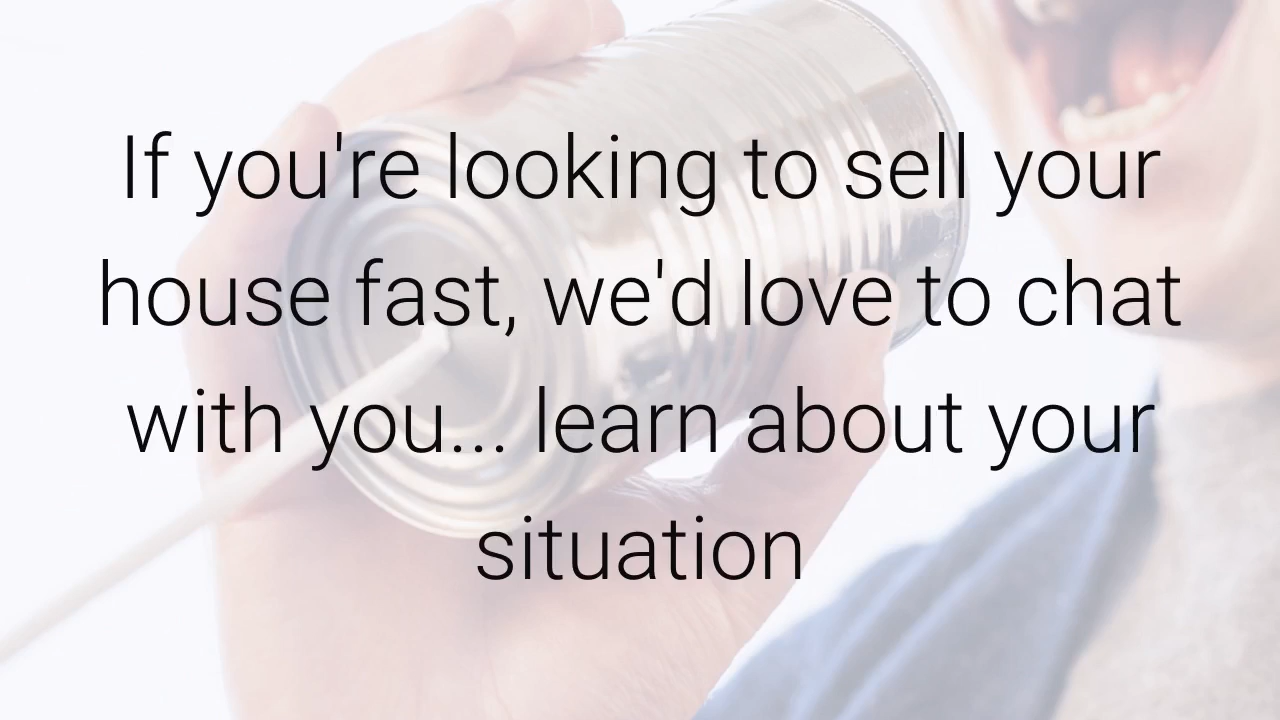 If you're looking to sell your
house fast, we'd love to chat
with you... learn about your
situation